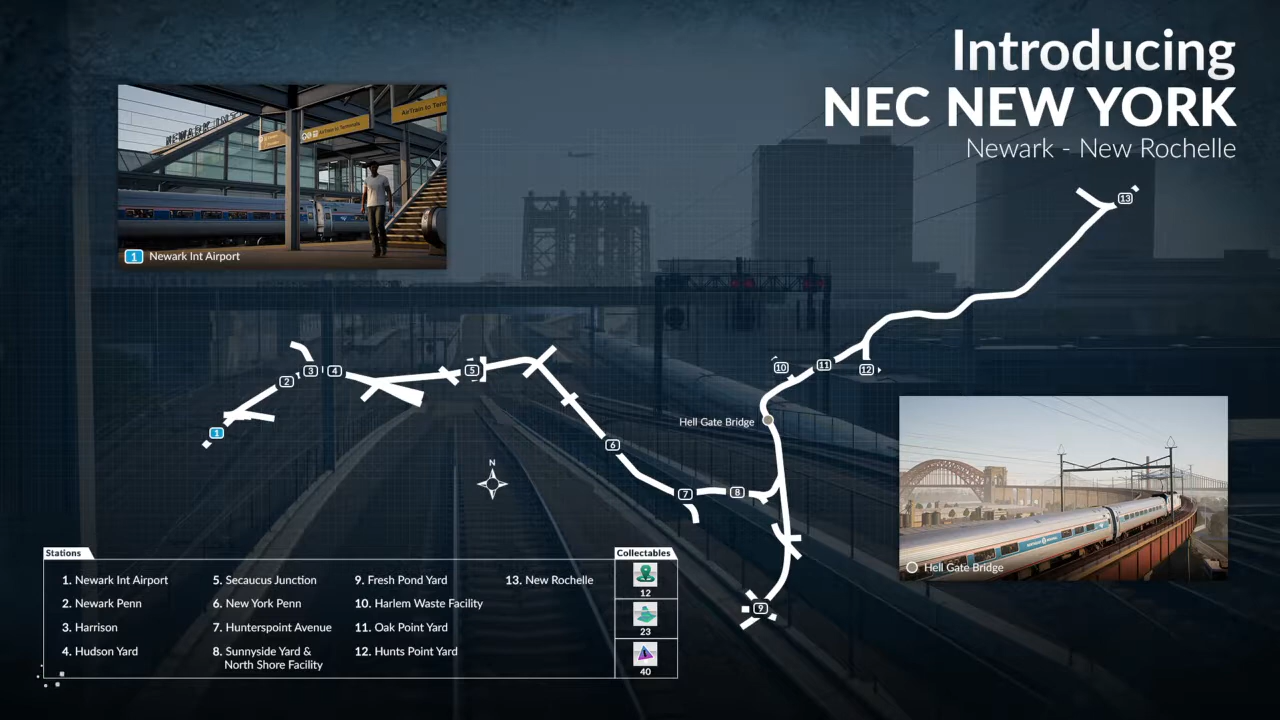 Introducing
NEC NEW YORK
Newark - New Rochelle
AirTrain to Term
AirTrain to Terminals
1 Newark Int Airport
13
10
11
12
3
4
5
2
1
Hell Gate Bridge
6
N
7
8
9
Hell Gate Bridge
Stations
1. Newark Int Airport
2. Newark Penn
3. Harrison
4. Hudson Yard
5. Secaucus Junction
6. New York Penn
7. Hunterspoint Avenue
8. Sunnyside Yard &
North Shore Facility
9. Fresh Pond Yard
10. Harlem Waste Facility
11. Oak Point Yard
12. Hunts Point Yard
13. New Rochelle
Collectables
12
23
40